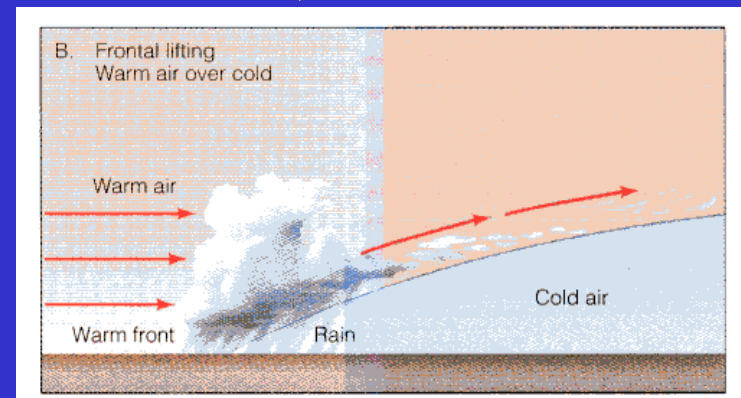 B. Frontal lifting
Warm air over cold
Warm air
Cold air
Warm front
Rain